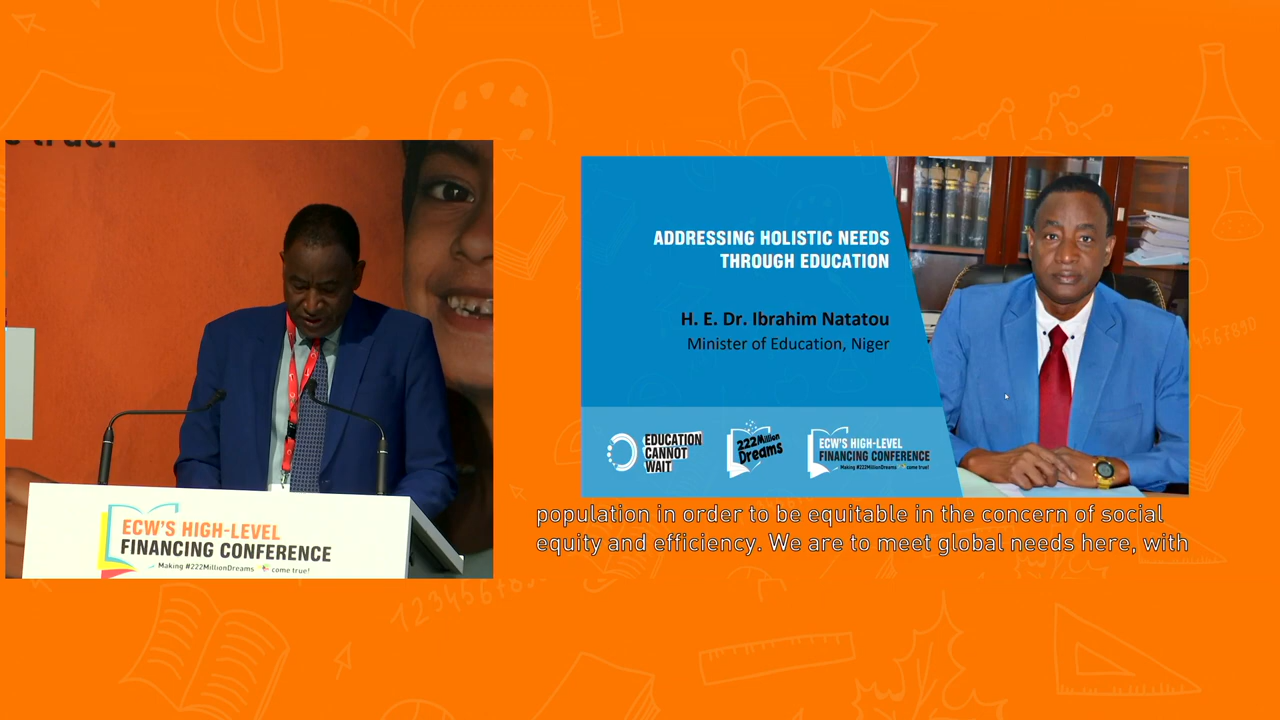 ECW'S HIGH-LEVEL
FINANCING CONFERENCE
Making #222MillionDreams come true!
ADDRESSING HOLISTIC NEEDS
THROUGH EDUCATION
H. E. Dr. Ibrahim Natatou
Minister of Education, Niger
EDUCATION
CANNOT
WAIT
222 Million
Dreams
ECW'S HIGH-LEVEL
FINANCING CONFERENCE
Making #222MillionDreams come true!
population in order to be equitable in the concern of social
equity and efficiency. We are to meet global needs here, with